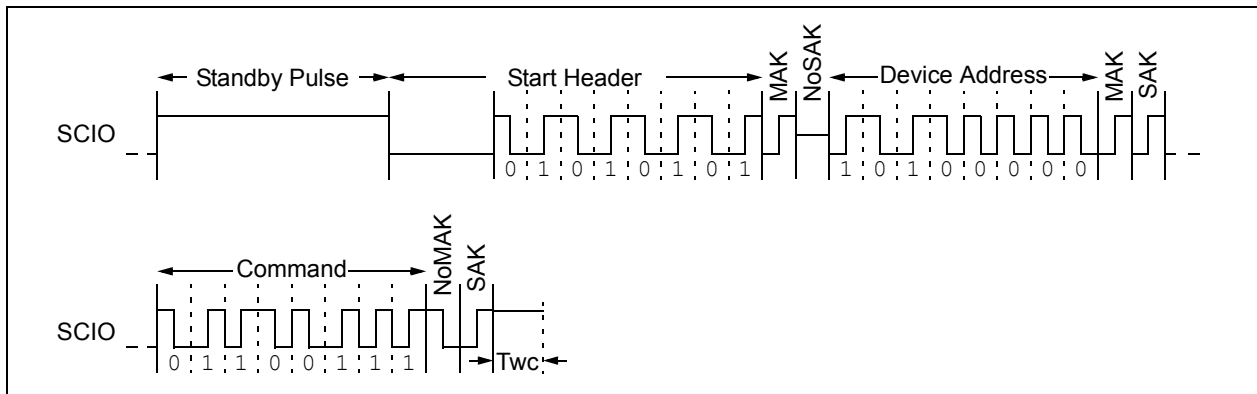 Standby Pulse
Start Header
MAK
NoSAK
Device Address
MAK
SAK
SCIO
0 1 0 1 0 1 0 1
1 0 1 0 0 0 0 0
Command
NoMAK
SAK
SCIO
0 1 1 0 0 1 1 1
Twc